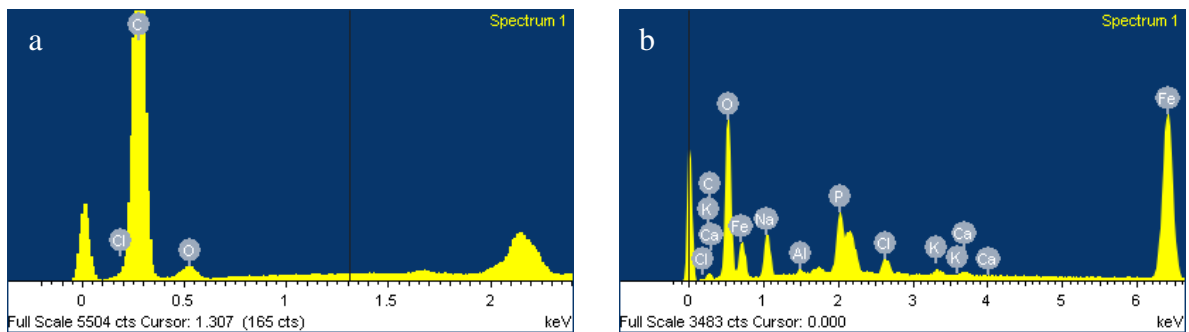 a
Spectrum 1
C
Cl
O
0 0.5 1 1.5 2
Full Scale 5504 cts Cursor: 1.307 (165 cts) keV
b
Spectrum 1
C
K
Ca
Cl
O
Fe
Na
Al
P
Cl
K
Ca
K
Ca
Fe
0 1 2 3 4 5 6
Full Scale 3483 cts Cursor: 0.000 keV